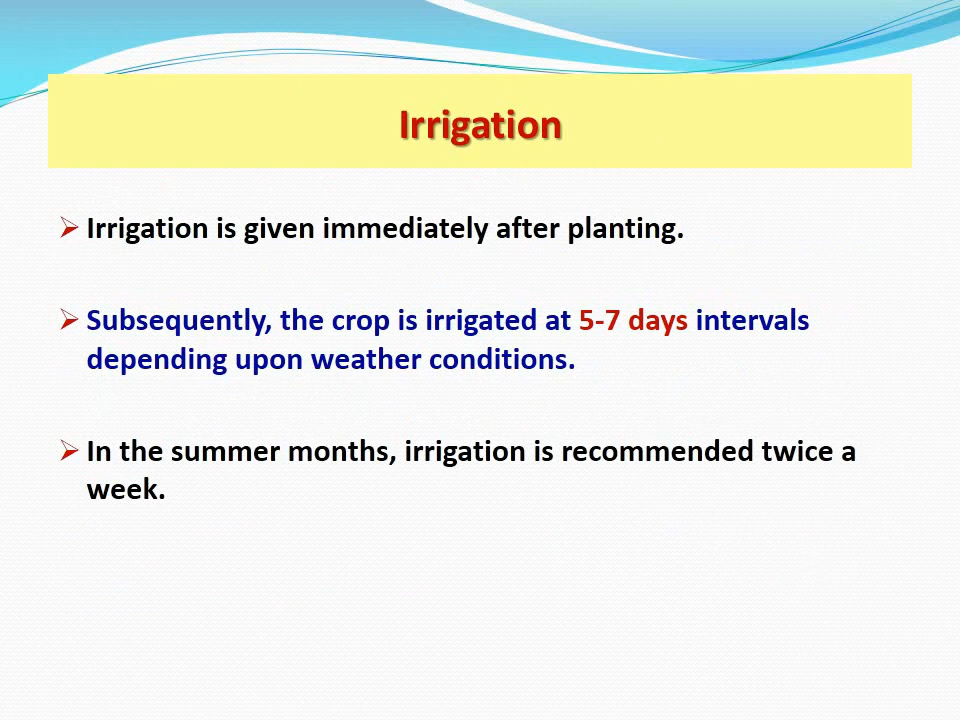 Irrigation
Irrigation is given immediately after planting.
Subsequently, the crop is irrigated at 5-7 days intervals
depending upon weather conditions.
In the summer months, irrigation is recommended twice a
week.